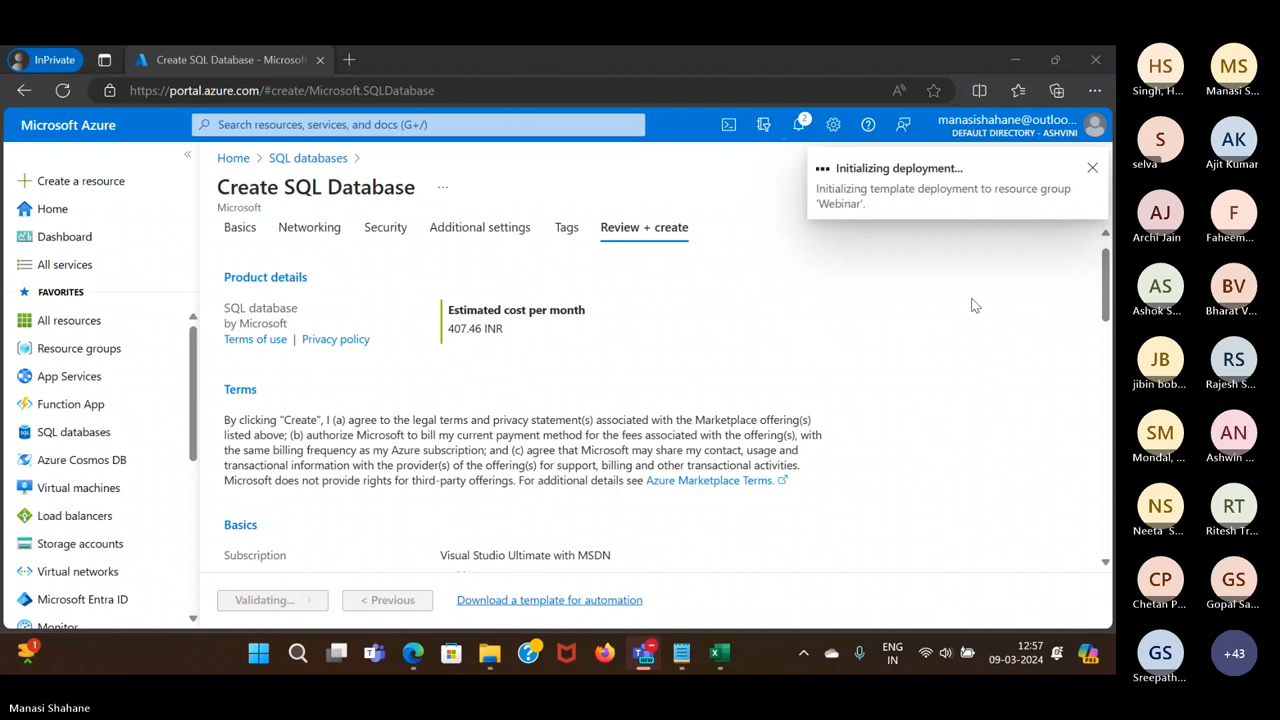 InPrivate
Create SQL Database - Microsoft
https://portal.azure.com/#create/Microsoft.SQLDatabase
Microsoft Azure
Search resources, services, and docs (G+/)
2
manasishahane@outloo...
DEFAULT DIRECTORY - ASHVINI
Create a resource
Home
Dashboard
All services
FAVORITES
All resources
Resource groups
App Services
Function App
SQL databases
Azure Cosmos DB
Virtual machines
Load balancers
Storage accounts
Virtual networks
Microsoft Entra ID
Monitor
Home > SQL databases >
Create SQL Database ...
Microsoft
Initializing deployment...
Initializing template deployment to resource group
'Webinar'.
Basics Networking Security Additional settings Tags Review + create
Product details
SQL database
by Microsoft
Terms of use | Privacy policy
Estimated cost per month
407.46 INR
Terms
By clicking "Create", I (a) agree to the legal terms and privacy statement(s) associated with the Marketplace offering(s)
listed above; (b) authorize Microsoft to bill my current payment method for the fees associated with the offering(s), with
the same billing frequency as my Azure subscription; and (c) agree that Microsoft may share my contact, usage and
transactional information with the provider(s) of the offering(s) for support, billing and other transactional activities.
Microsoft does not provide rights for third-party offerings. For additional details see Azure Marketplace Terms.
Basics
Subscription Visual Studio Ultimate with MSDN
Validating... < Previous Download a template for automation
1
NEW
ENG
IN
12:57
09-03-2024
PRE
HS
Singh, H...
MS
Manasi S...
S
selva
AK
Ajit Kumar
AJ
Archi Jain
F
Faheem...
AS
Ashok S...
BV
Bharat V...
JB
jibin bob...
RS
Rajesh S...
SM
Mondal, ...
AN
Ashwin ...
NS
Neeta S...
RT
Ritesh Tr...
CP
Chetan P...
GS
Gopal Sa...
GS
Sreepath...
+43
Manasi Shahane